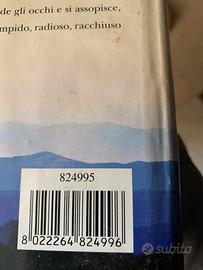 de gli occhi e si assopisce,
mpido, radioso, racchiuso
824995
8 022264 824996
subito